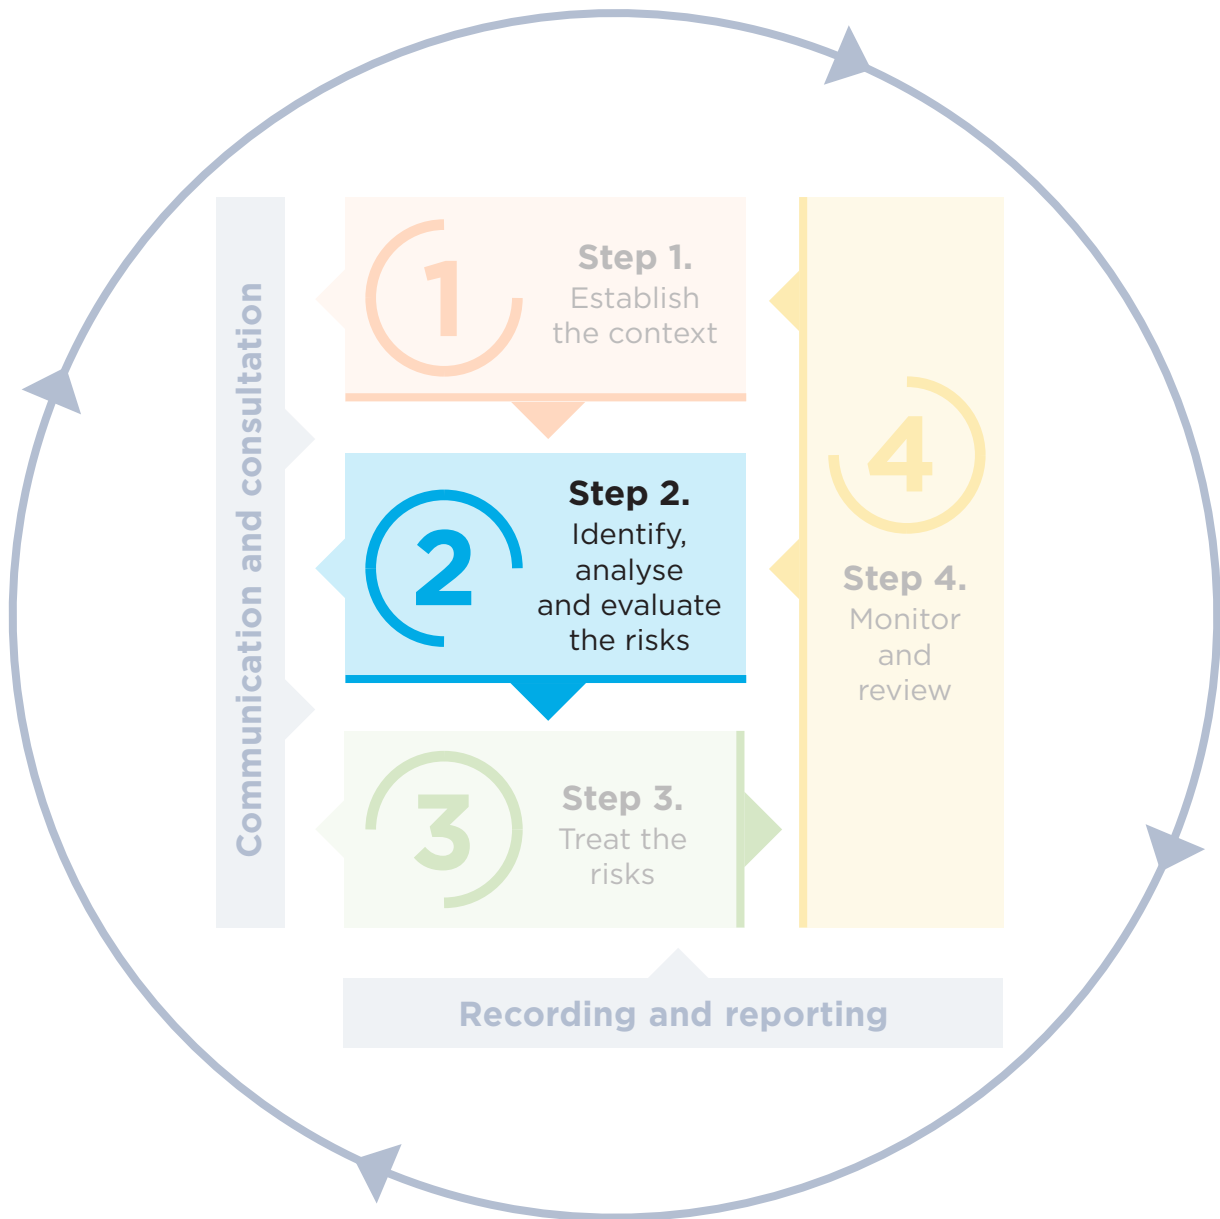 Communication and consultation
1
Step 1.
Establish
the context
2
Step 2.
Identify,
analyse
and evaluate
the risks
3
Step 3.
Treat the
risks
4
Step 4.
Monitor
and
review
Recording and reporting